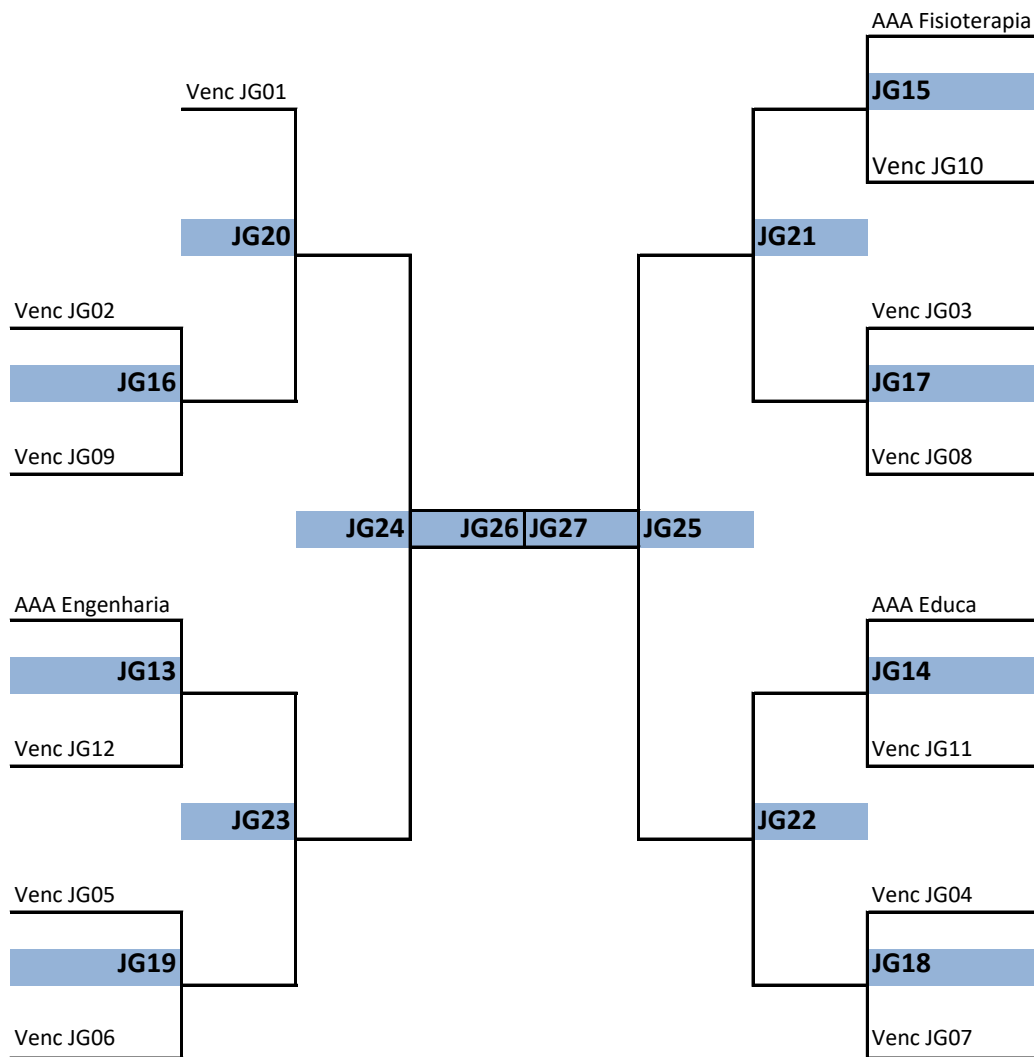 AAA Fisioterapia
Venc JG01
JG15
Venc JG10
JG20
JG21
Venc JG02
Venc JG03
JG16
JG17
Venc JG09
Venc JG08
JG24
JG26
JG27
JG25
AAA Engenharia
AAA Educa
JG13
JG14
Venc JG12
Venc JG11
JG23
JG22
Venc JG05
Venc JG04
JG19
JG18
Venc JG06
Venc JG07